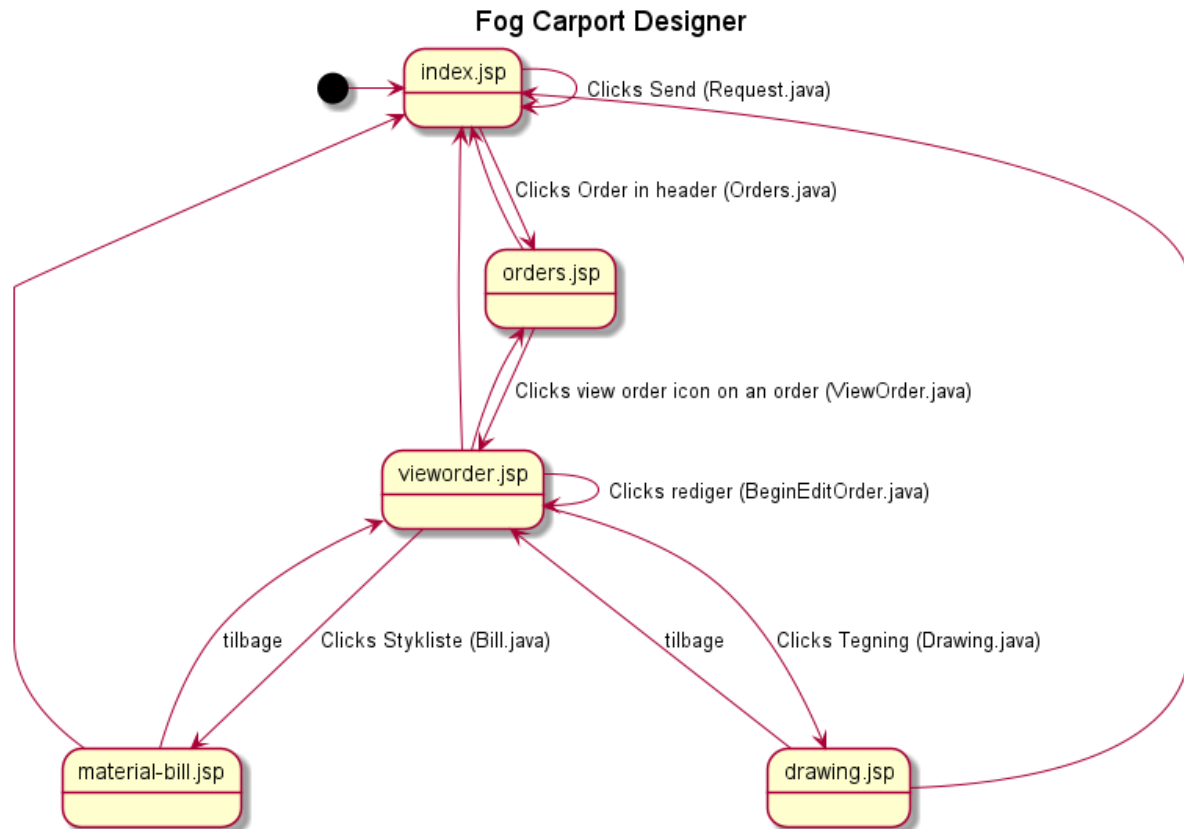 Fog Carport Designer
index.jsp
Clicks Send (Request.java)
Clicks Order in header (Orders.java)
orders.jsp
Clicks view order icon on an order (ViewOrder.java)
vieworder.jsp
Clicks rediger (BeginEditOrder.java)
tilbage
Clicks Stykliste (Bill.java)
tilbage
Clicks Tegning (Drawing.java)
material-bill.jsp
drawing.jsp